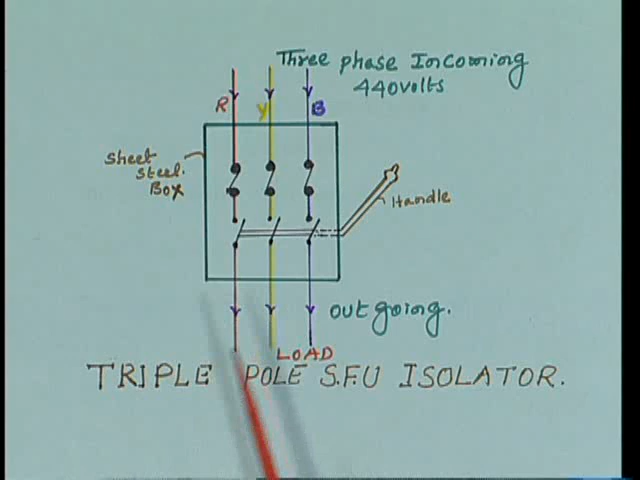 Three phase Incoming
440volts
R Y B
Sheet
Steel.
Box
Handle
out going.
LOAD
TRIPLE POLE S.F.U ISOLATOR.